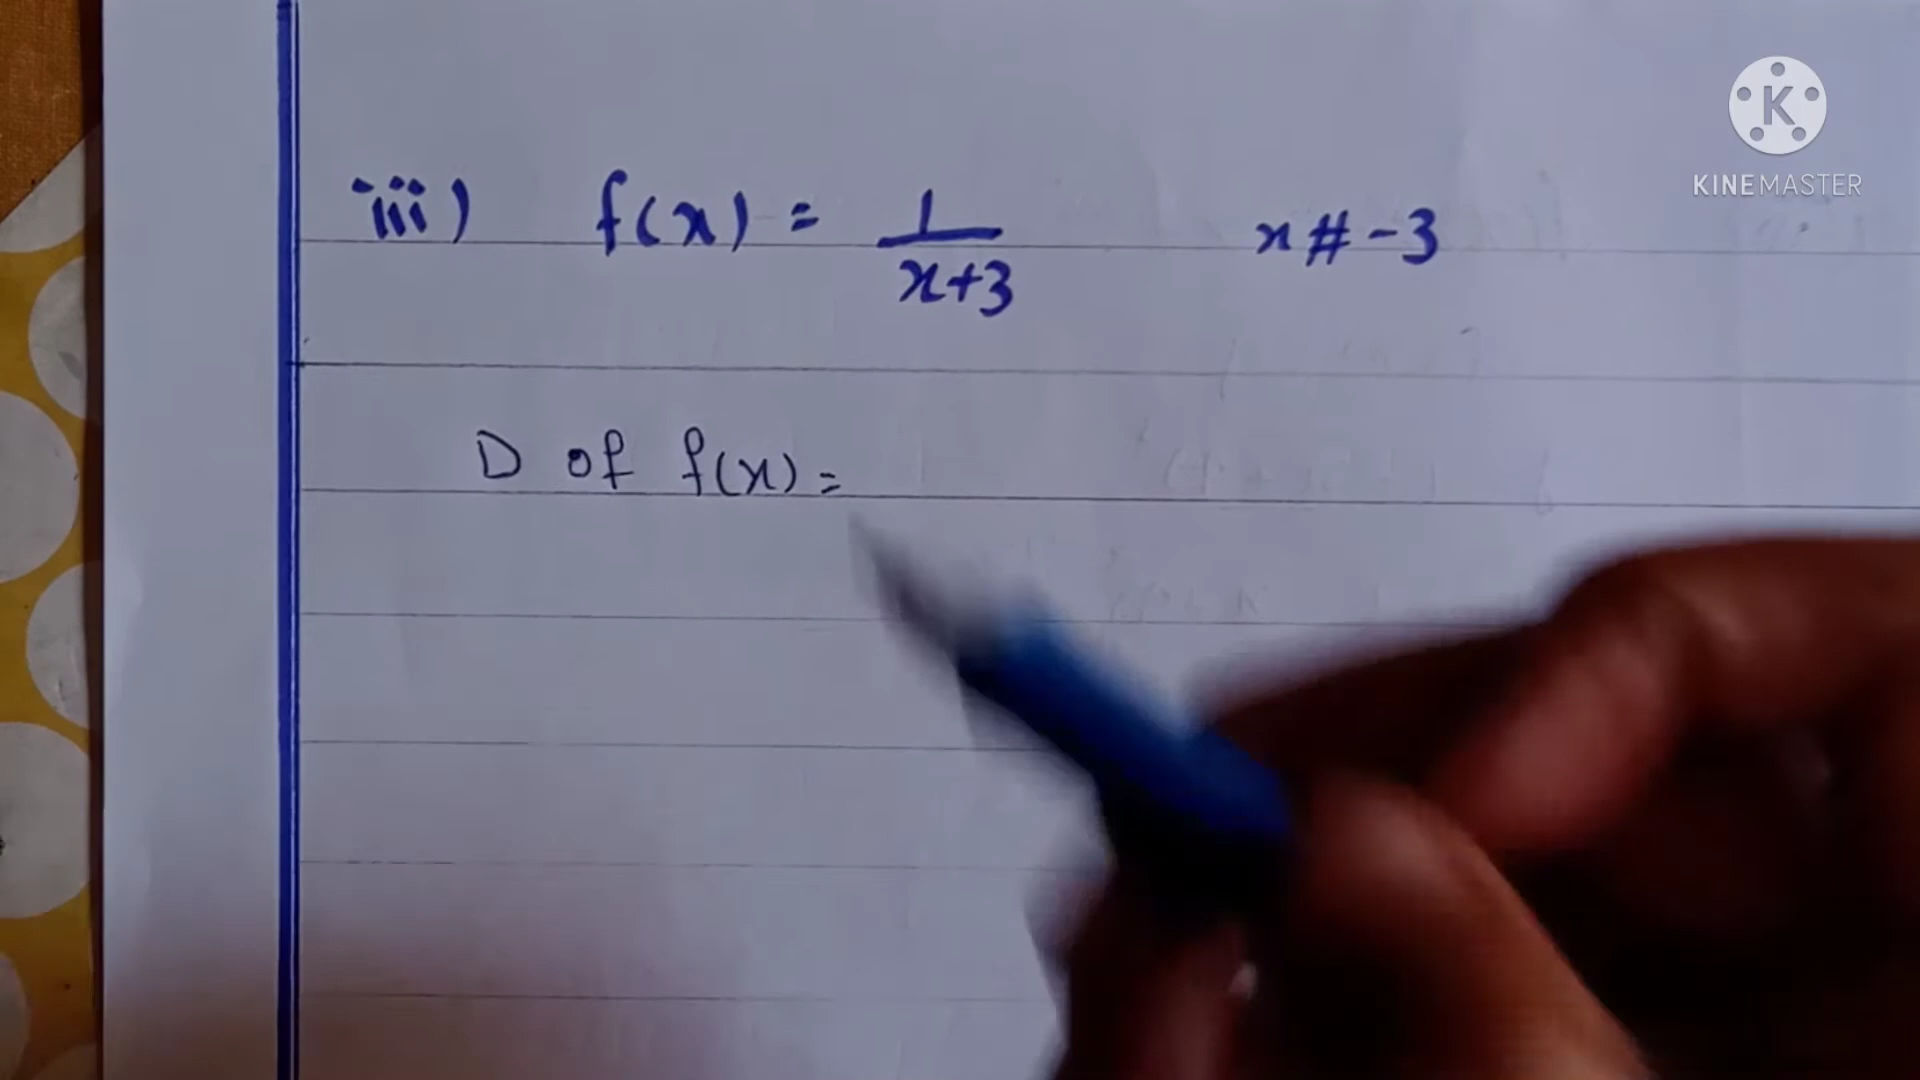 K
KINEMASTER
iii) f(x) = 1/x+3 x ≠ -3
D of f(x) =